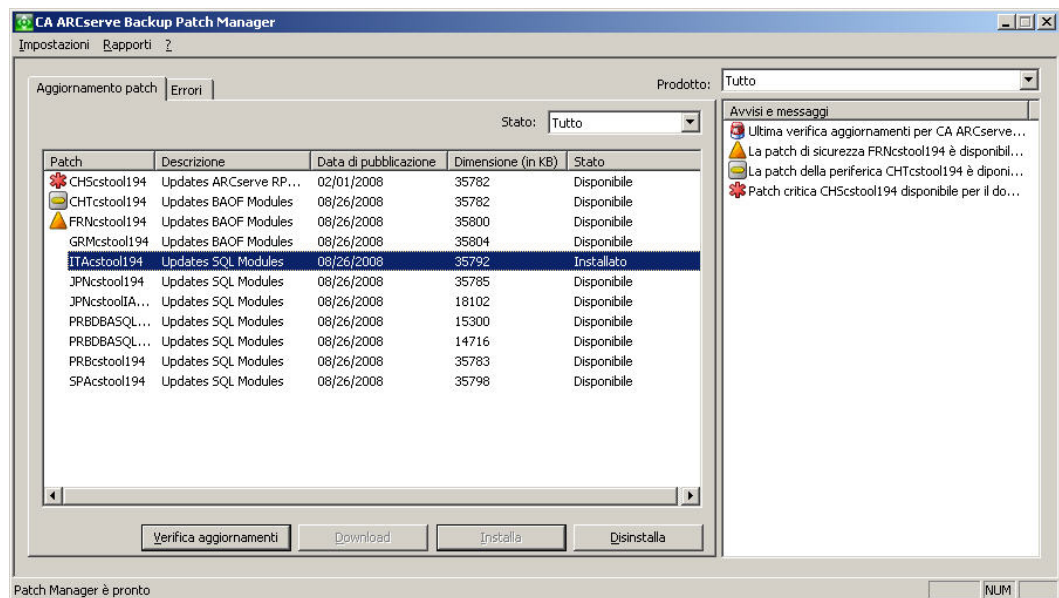 CA ARCserve Backup Patch Manager
Impostazioni Rapporti ?
Aggiornamento patch Errori
Prodotto: Tutto
Stato: Tutto
Patch Descrizione Data di pubblicazione Dimensione (in KB) Stato
CHScstool194 Updates ARCserve RP... 02/01/2008 35782 Disponibile
CHTcstool194 Updates BAOF Modules 08/26/2008 35782 Disponibile
FRNcstool194 Updates BAOF Modules 08/26/2008 35800 Disponibile
GRMcstool194 Updates BAOF Modules 08/26/2008 35804 Disponibile
ITAcstool194 Updates SQL Modules 08/26/2008 35792 Installato
JPNcstool194 Updates SQL Modules 08/26/2008 35785 Disponibile
JPNcstoolIA... Updates SQL Modules 08/26/2008 18102 Disponibile
PRBDBASQL... Updates SQL Modules 08/26/2008 15300 Disponibile
PRBDBASQL... Updates SQL Modules 08/26/2008 14716 Disponibile
PRBcstool194 Updates SQL Modules 08/26/2008 35783 Disponibile
SPAcstool194 Updates SQL Modules 08/26/2008 35798 Disponibile
Verifica aggiornamenti Download Installa Disinstalla
Avvisi e messaggi
Ultima verifica aggiornamenti per CA ARCserve...
La patch di sicurezza FRNcstool194 è disponibil...
La patch della periferica CHTcstool194 è diponi...
Patch critica CHScstool194 disponibile per il do...
Patch Manager è pronto NUM